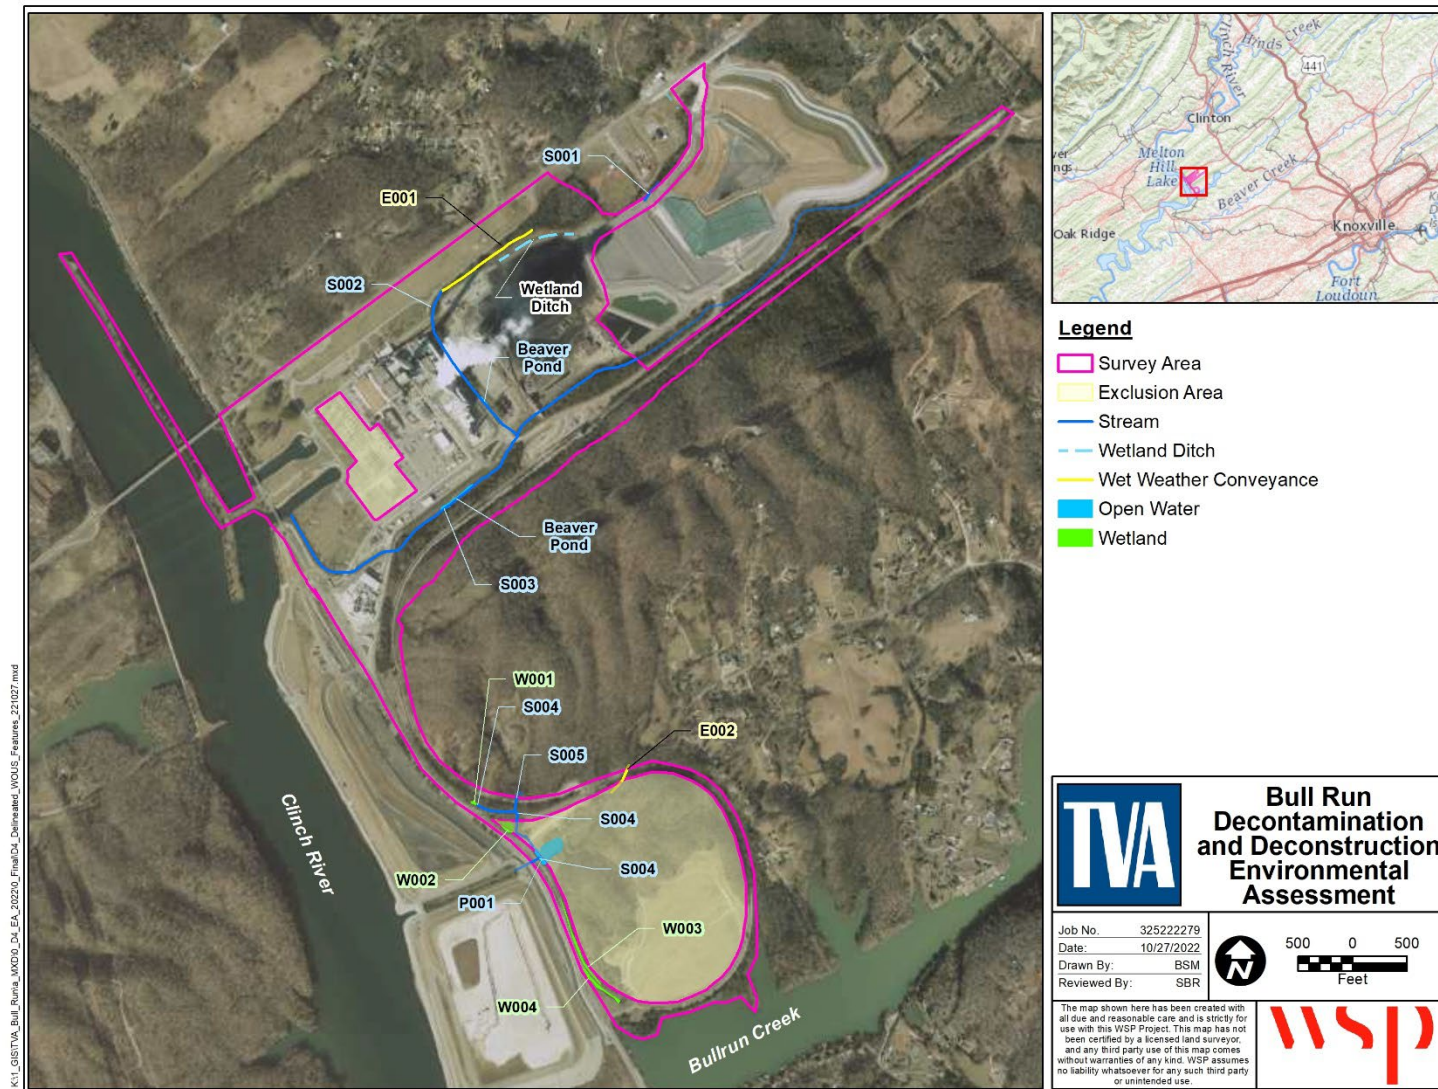 S001
E001
S002
Wetland
Ditch
Beaver
Pond
Beaver
Pond
S003
W001
S004
S005
E002
S004
W002
S004
P001
W003
W004
Clinch River
Bullrun Creek
Hinds Creek
Clinch River
441
Clinton
Melton
Hill
Lake
Beaver Creek
Oak Ridge
Knoxville
Fort
Loudoun
Legend
Survey Area
Exclusion Area
Stream
Wetland Ditch
Wet Weather Conveyance
Open Water
Wetland
TVA
Bull Run
Decontamination
and Deconstruction
Environmental
Assessment
Job No. 325222279
Date: 10/27/2022
Drawn By: BSM
Reviewed By: SBR
N
500 0 500
Feet
The map shown here has been created with
all due and reasonable care and is strictly for
use with this WSP Project. This map has not
been certified by a licensed land surveyor,
and any third party use of this map comes
without warranties of any kind. WSP assumes
no liability whatsoever for any such third party
or unintended use.
wsp